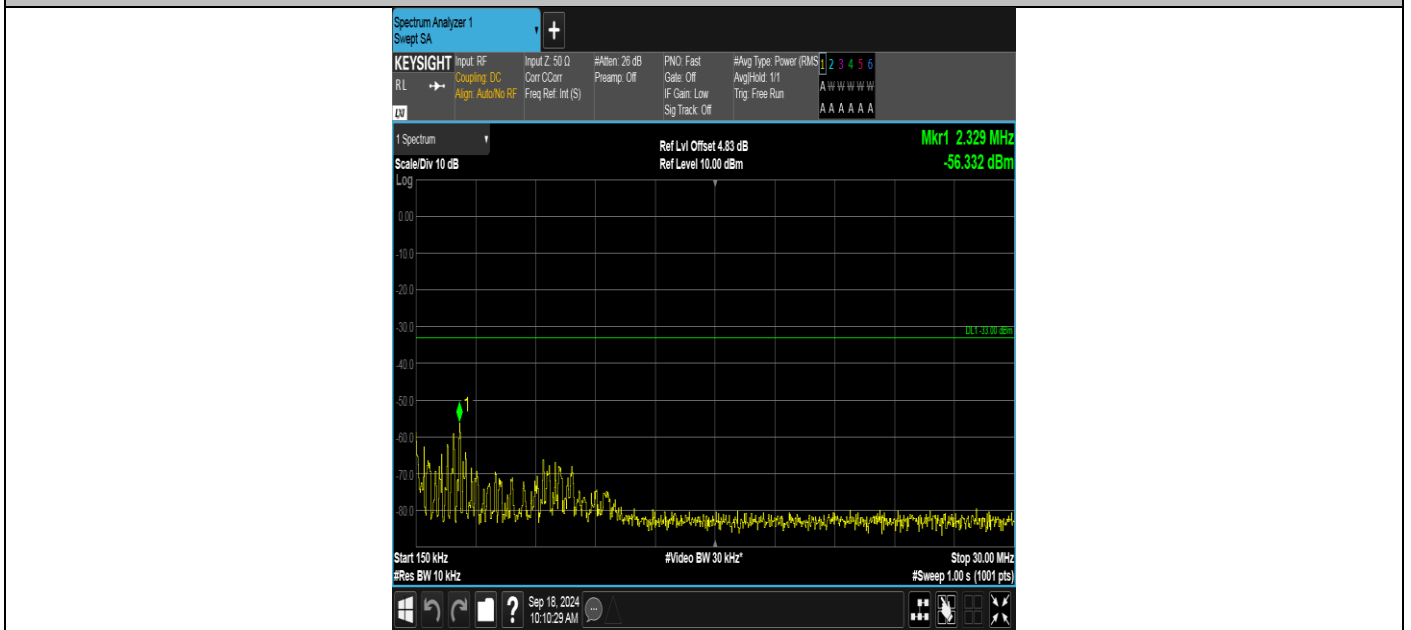 Spectrum Analyzer 1
Swept SA
+
KEYSIGHT
RL
LXI
Input: RF
Coupling: DC
Align: Auto/No RF
Input Z: 50 Ω
Corr CCorr
Freq Ref: Int (S)
#Atten: 26 dB
Preamp: Off
PNO: Fast
Gate: Off
IF Gain: Low
Sig Track: Off
#Avg Type: Power (RMS
Avg|Hold: 1/1
Trig: Free Run
1 2 3 4 5 6
A W W W W W
A A A A A A
1 Spectrum
Scale/Div 10 dB
Ref Lvl Offset 4.83 dB
Ref Level 10.00 dBm
Mkr1 2.329 MHz
-56.332 dBm
Log
0.00
-10.0
-20.0
-30.0
DL1 -33.00 dBm
-40.0
-50.0
1
-60.0
-70.0
-80.0
Start 150 kHz
#Video BW 30 kHz*
Stop 30.00 MHz
#Res BW 10 kHz
#Sweep 1.00 s (1001 pts)
?
Sep 18, 2024
10:10:29 AM